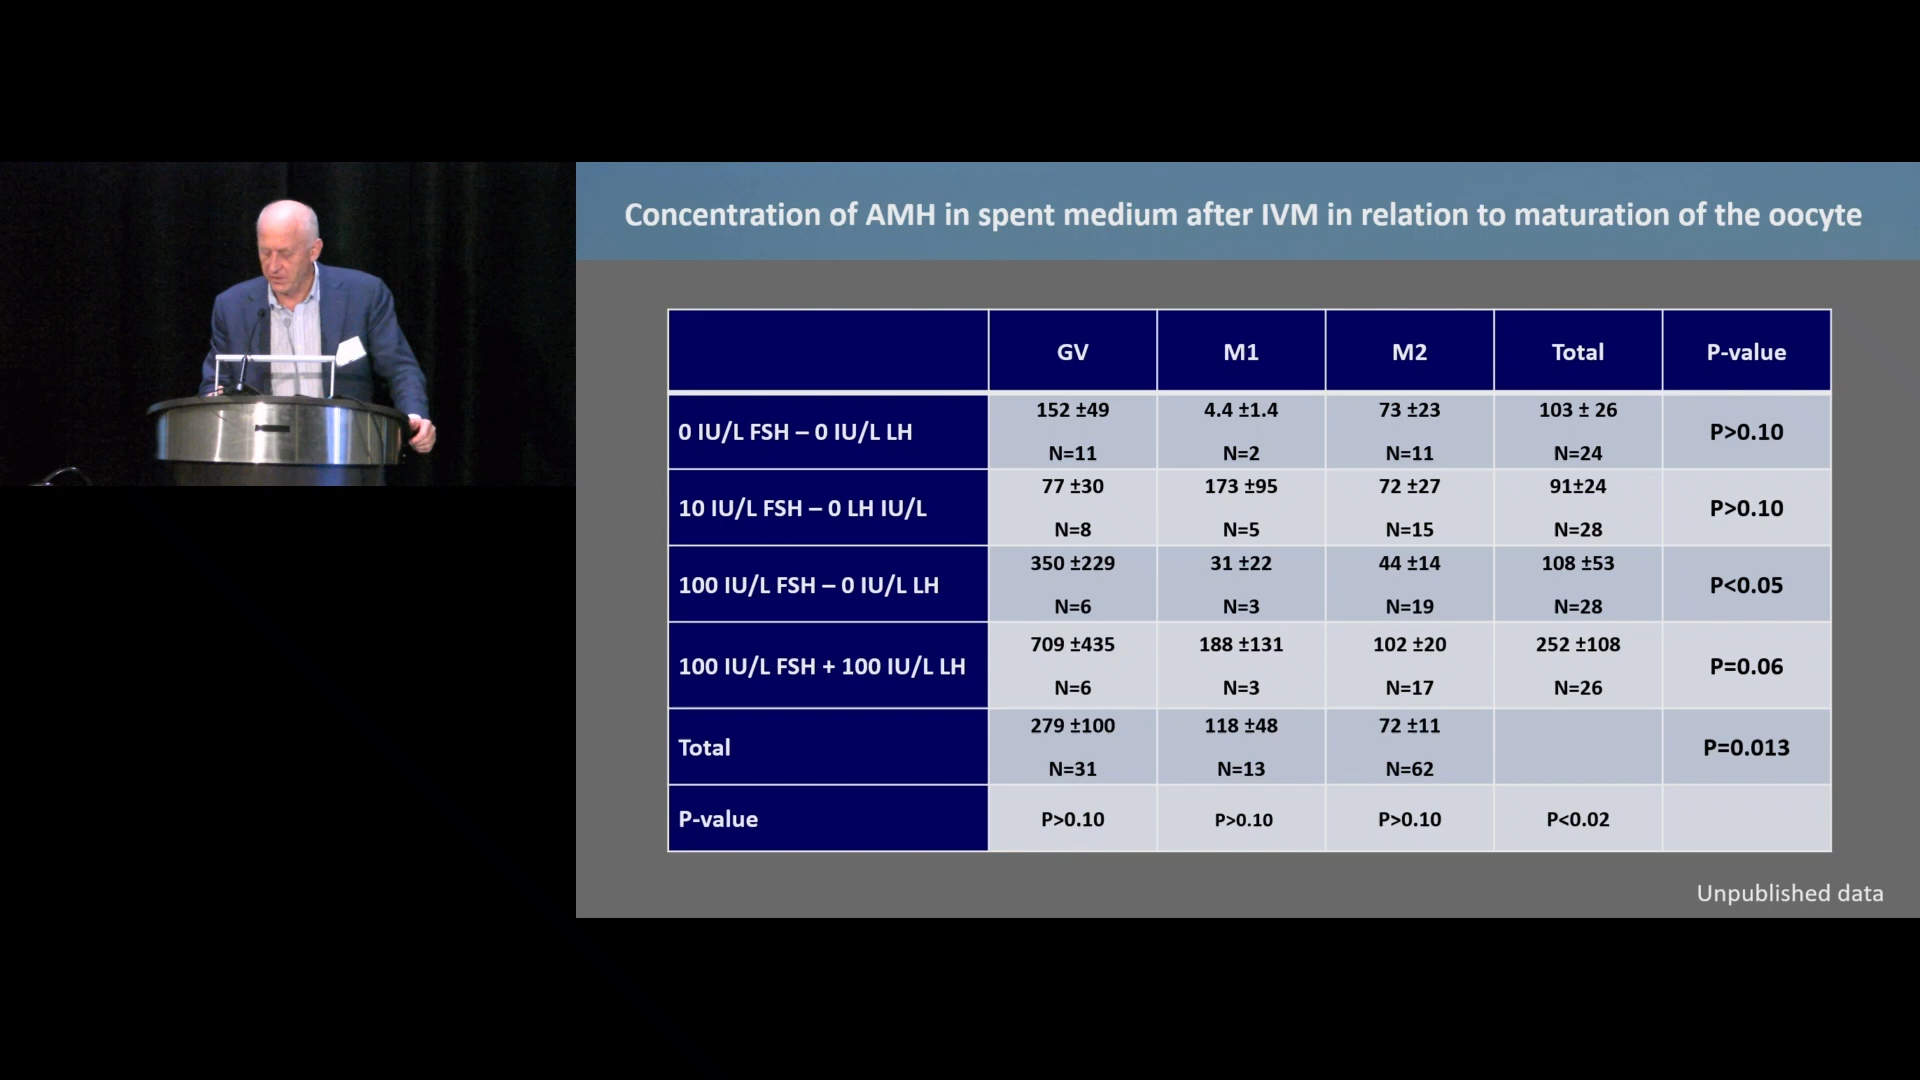 Concentration of AMH in spent medium after IVM in relation to maturation of the oocyte
GV M1 M2 Total P-value
0 IU/L FSH – 0 IU/L LH 152 ±49 4.4 ±1.4 73 ±23 103 ± 26 P>0.10
N=11 N=2 N=11 N=24
10 IU/L FSH – 0 LH IU/L 77 ±30 173 ±95 72 ±27 91±24 P>0.10
N=8 N=5 N=15 N=28
100 IU/L FSH – 0 IU/L LH 350 ±229 31 ±22 44 ±14 108 ±53 P<0.05
N=6 N=3 N=19 N=28
100 IU/L FSH + 100 IU/L LH 709 ±435 188 ±131 102 ±20 252 ±108 P=0.06
N=6 N=3 N=17 N=26
Total 279 ±100 118 ±48 72 ±11 P=0.013
N=31 N=13 N=62
P-value P>0.10 P>0.10 P>0.10 P<0.02
Unpublished data